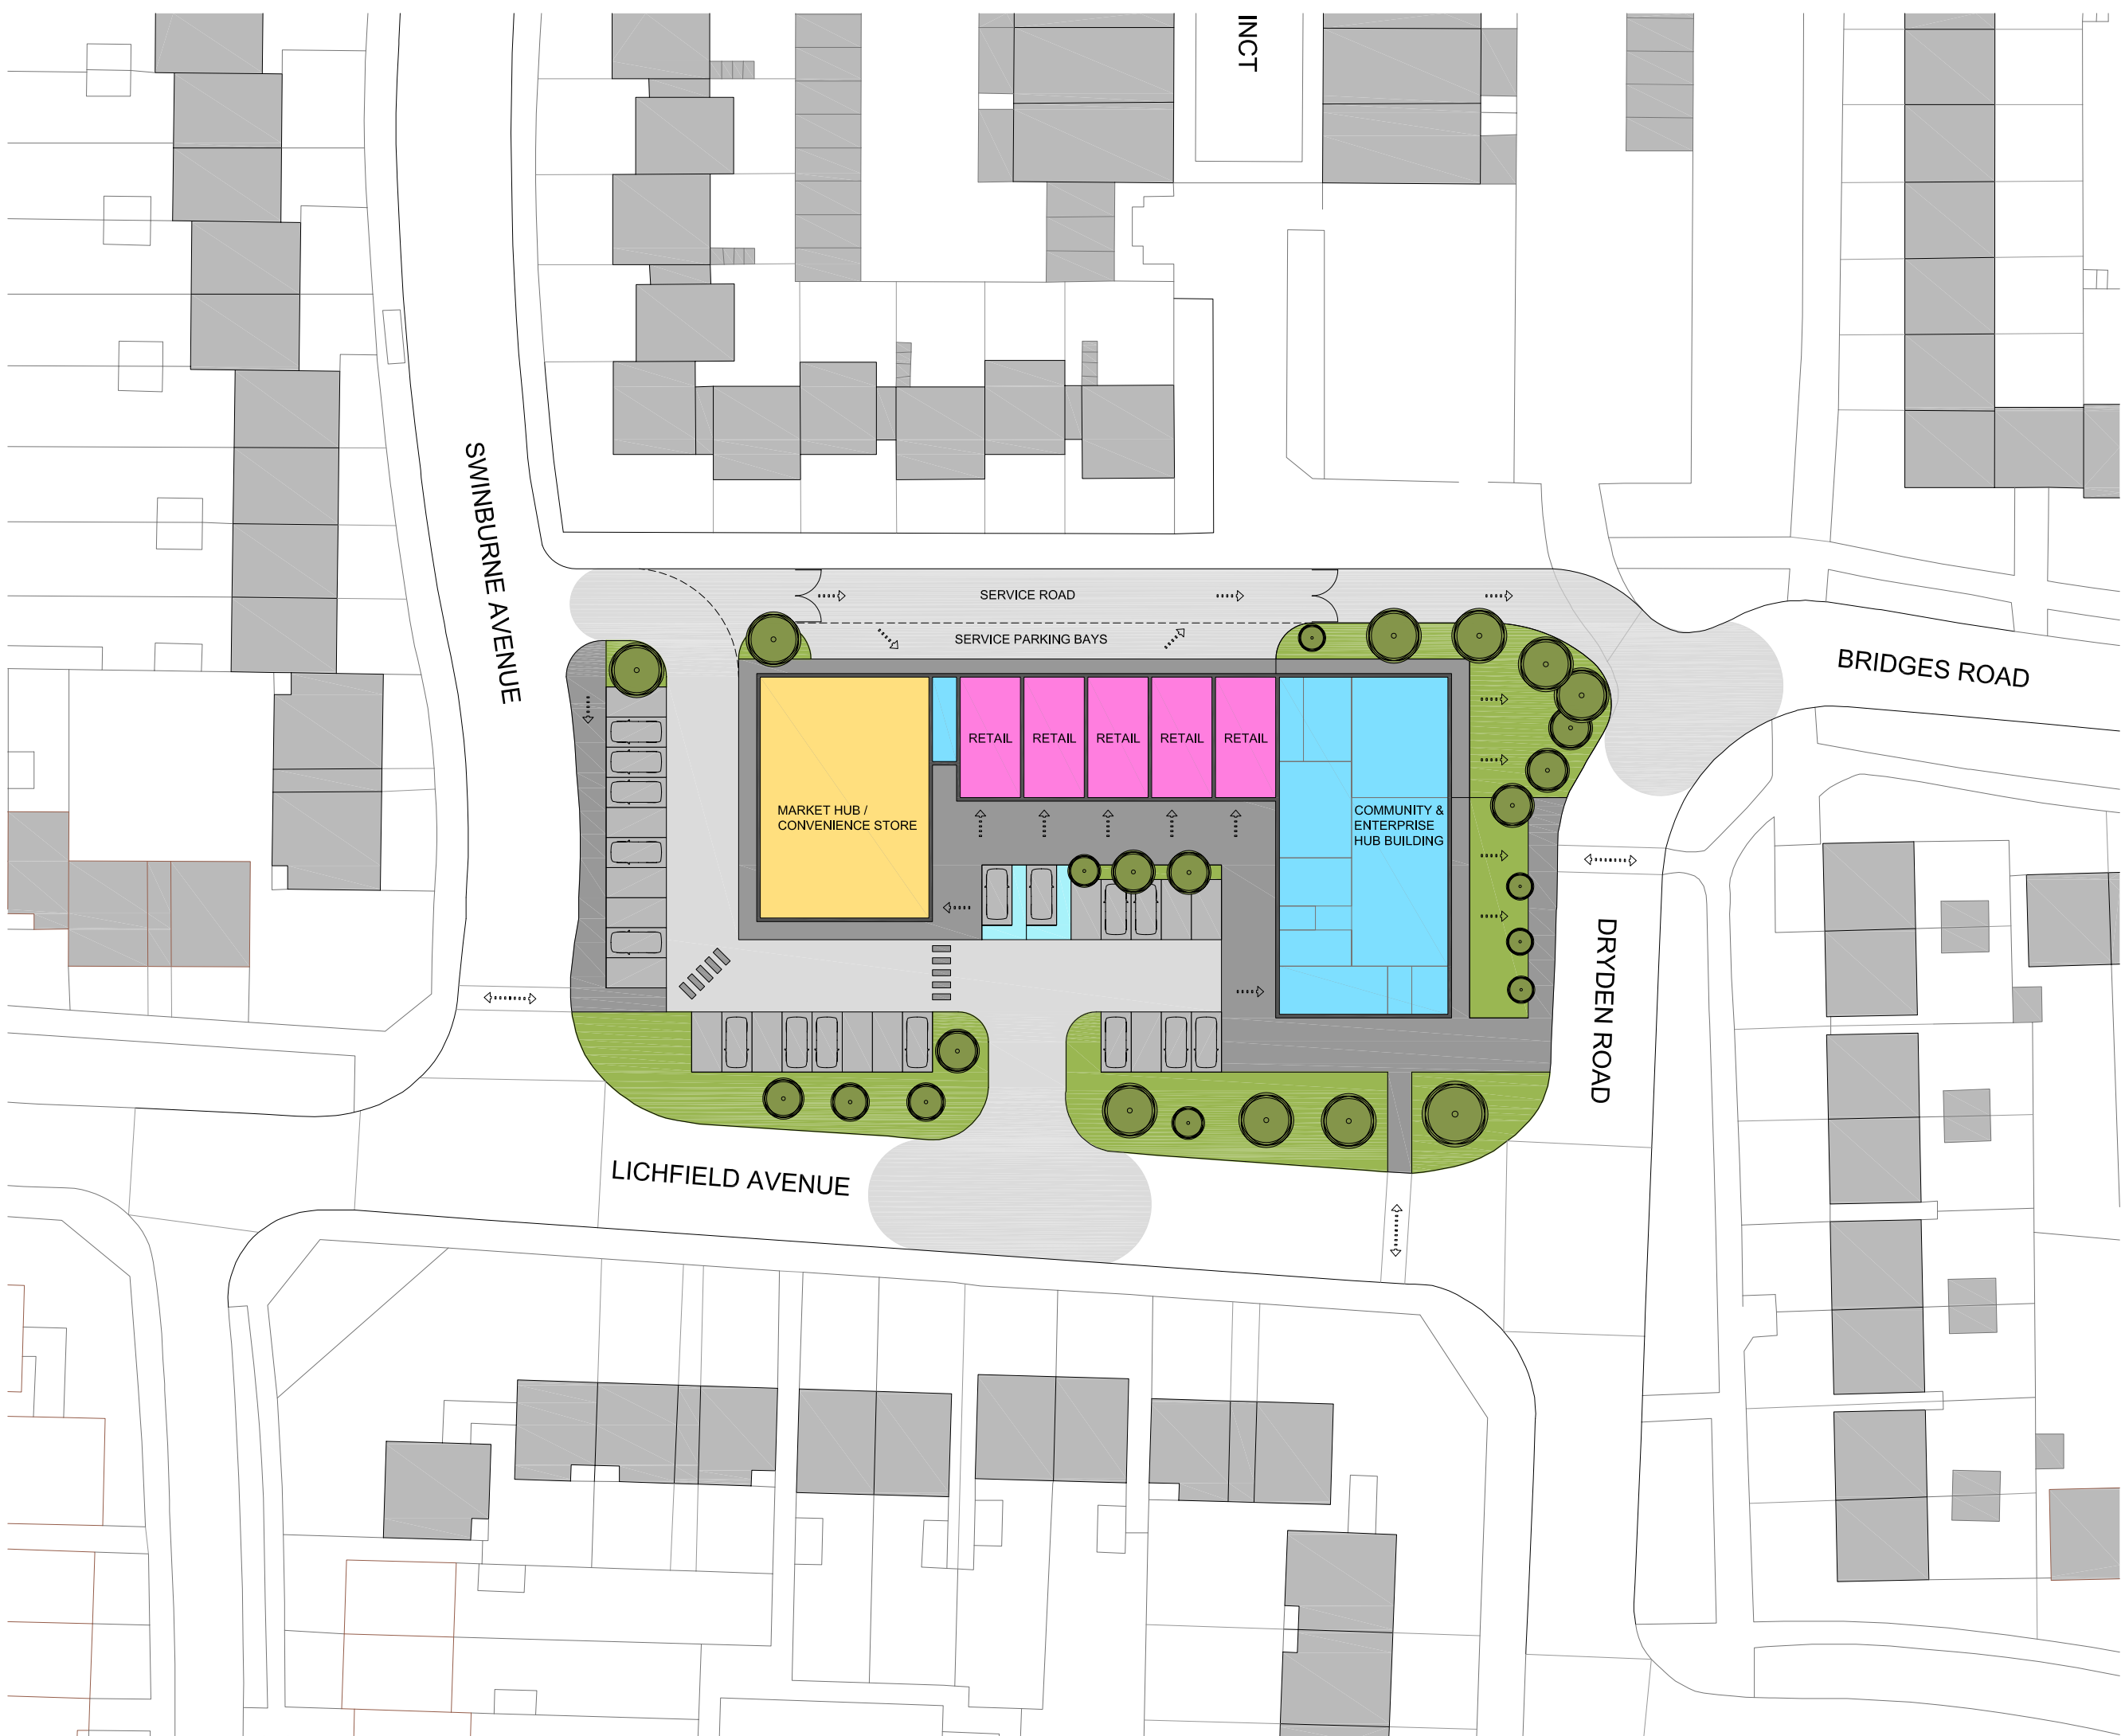 INCT
SWINBURNE AVENUE
SERVICE ROAD
SERVICE PARKING BAYS
BRIDGES ROAD
RETAIL
RETAIL
RETAIL
RETAIL
RETAIL
MARKET HUB /
CONVENIENCE STORE
COMMUNITY &
ENTERPRISE
HUB BUILDING
DRYDEN ROAD
LICHFIELD AVENUE